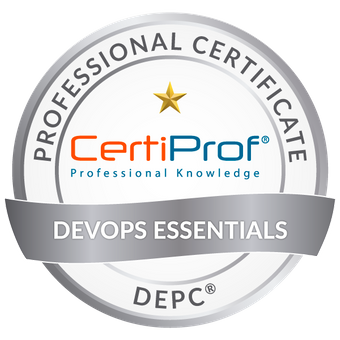 PROFESSIONAL CERTIFICATE
CertiProf®
Professional Knowledge
DEVOPS ESSENTIALS
DEPC®